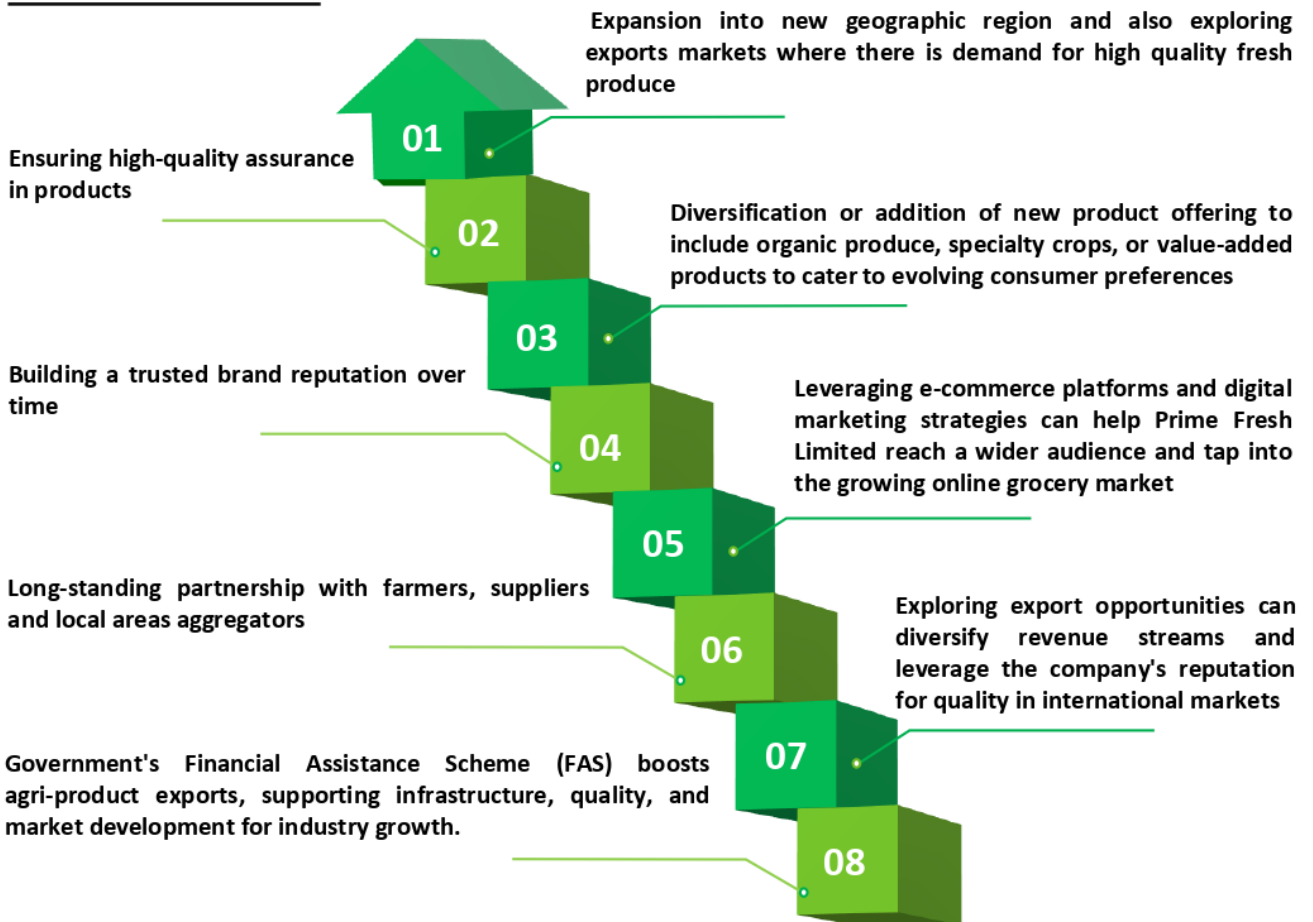 Expansion into new geographic region and also exploring
exports markets where there is demand for high quality fresh
produce
01
Ensuring high-quality assurance
in products
02
Diversification or addition of new product offering to
include organic produce, specialty crops, or value-added
products to cater to evolving consumer preferences
03
Building a trusted brand reputation over
time
04
Leveraging e-commerce platforms and digital
marketing strategies can help Prime Fresh
Limited reach a wider audience and tap into
the growing online grocery market
05
Long-standing partnership with farmers, suppliers
and local areas aggregators
06
Exploring export opportunities can
diversify revenue streams and
leverage the company's reputation
for quality in international markets
07
Government's Financial Assistance Scheme (FAS) boosts
agri-product exports, supporting infrastructure, quality, and
market development for industry growth.
08